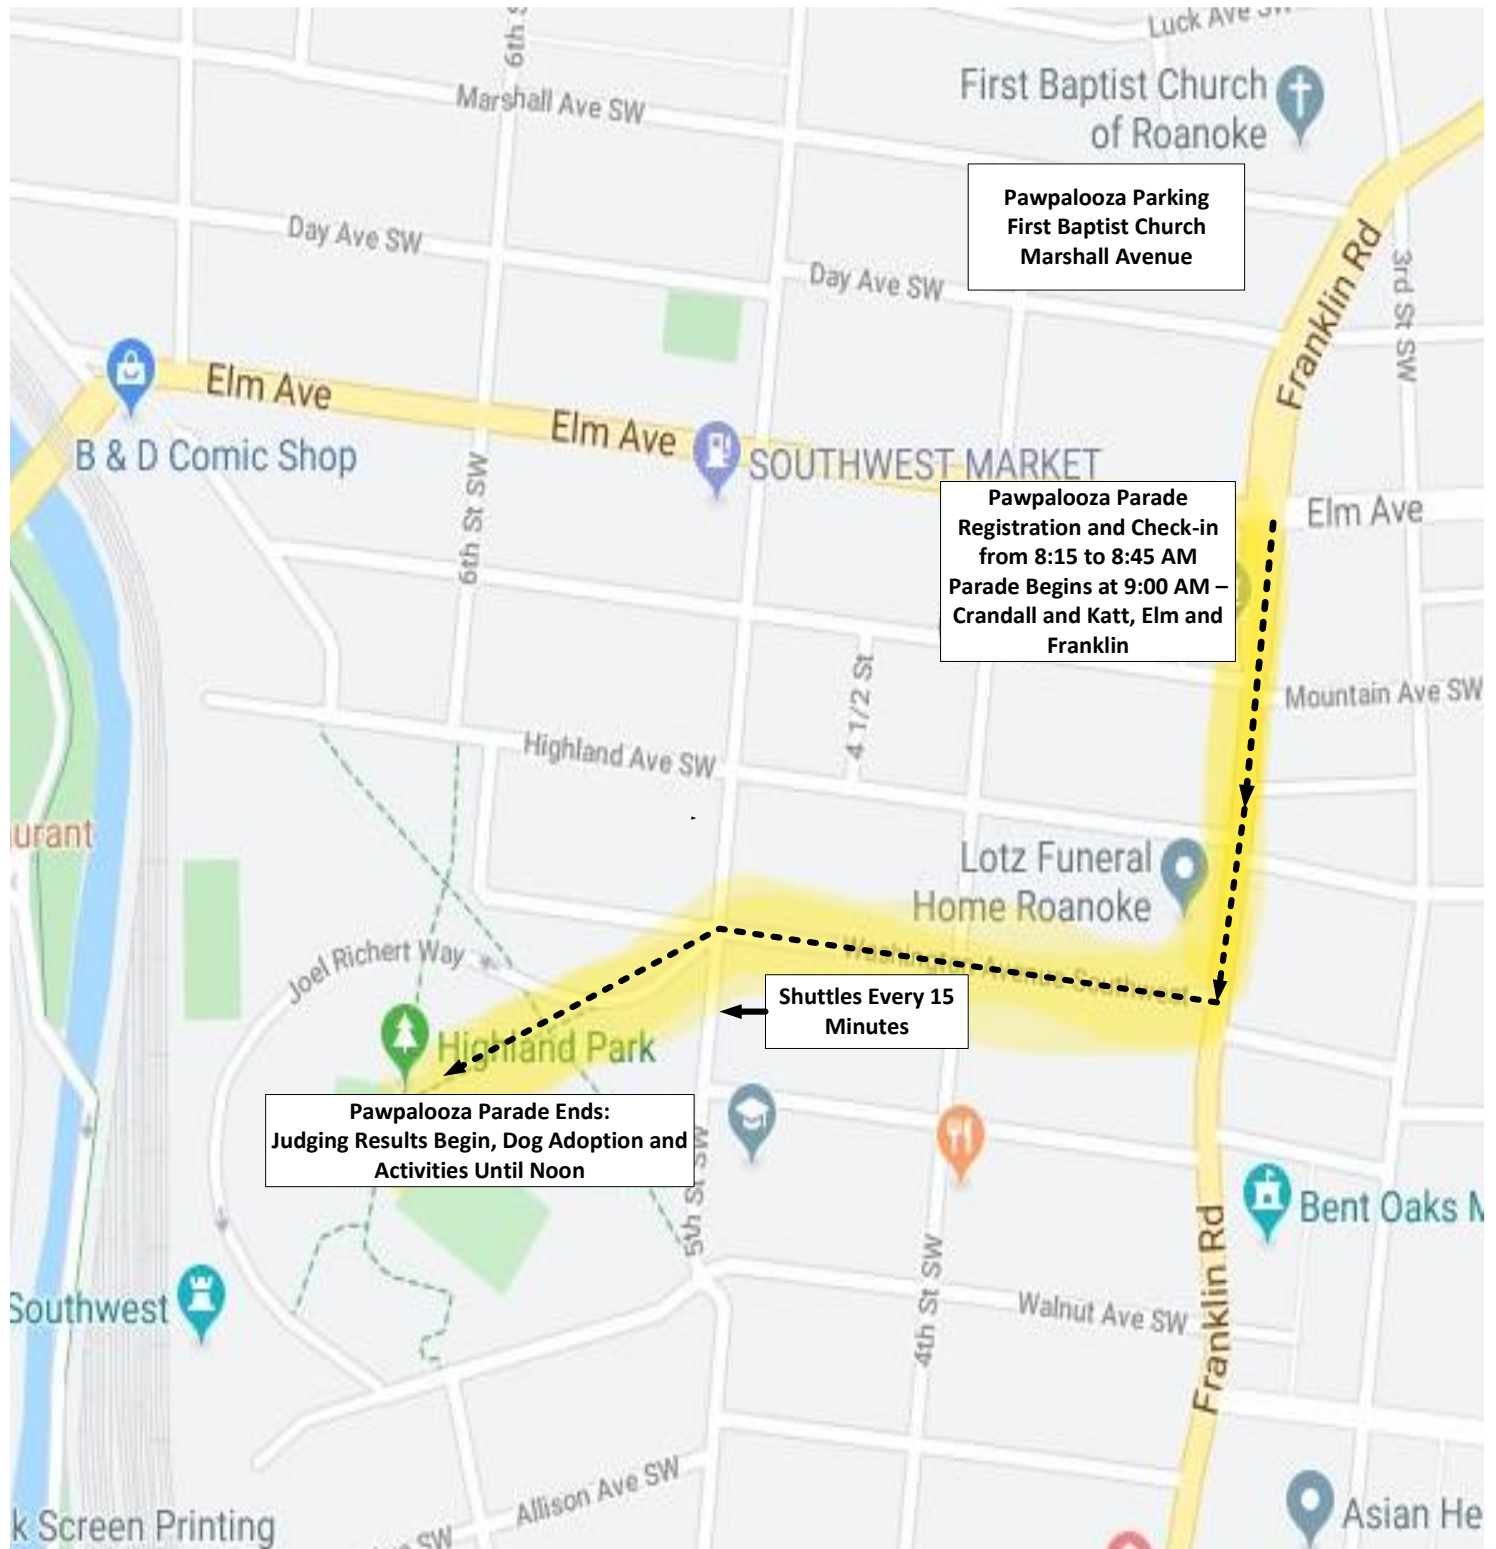 Luck Ave SW
6th S
Marshall Ave SW
First Baptist Church
of Roanoke
Pawpalooza Parking
First Baptist Church
Marshall Avenue
Day Ave SW
Day Ave SW
Franklin Rd
3rd St SW
Elm Ave
Elm Ave
B & D Comic Shop
SOUTHWEST MARKET
6th St SW
Pawpalooza Parade
Registration and Check-in
from 8:15 to 8:45 AM
Parade Begins at 9:00 AM –
Crandall and Katt, Elm and
Franklin
Elm Ave
4 1/2 St
Mountain Ave SW
Highland Ave SW
urant
Lotz Funeral
Home Roanoke
Joel Richert Way
Washington Avenue Southwest
Shuttles Every 15
Minutes
Highland Park
Pawpalooza Parade Ends:
Judging Results Begin, Dog Adoption and
Activities Until Noon
5th St SW
Bent Oaks M
Southwest
4th St SW
Walnut Ave SW
Franklin Rd
Allison Ave SW
k Screen Printing
SW
Asian He